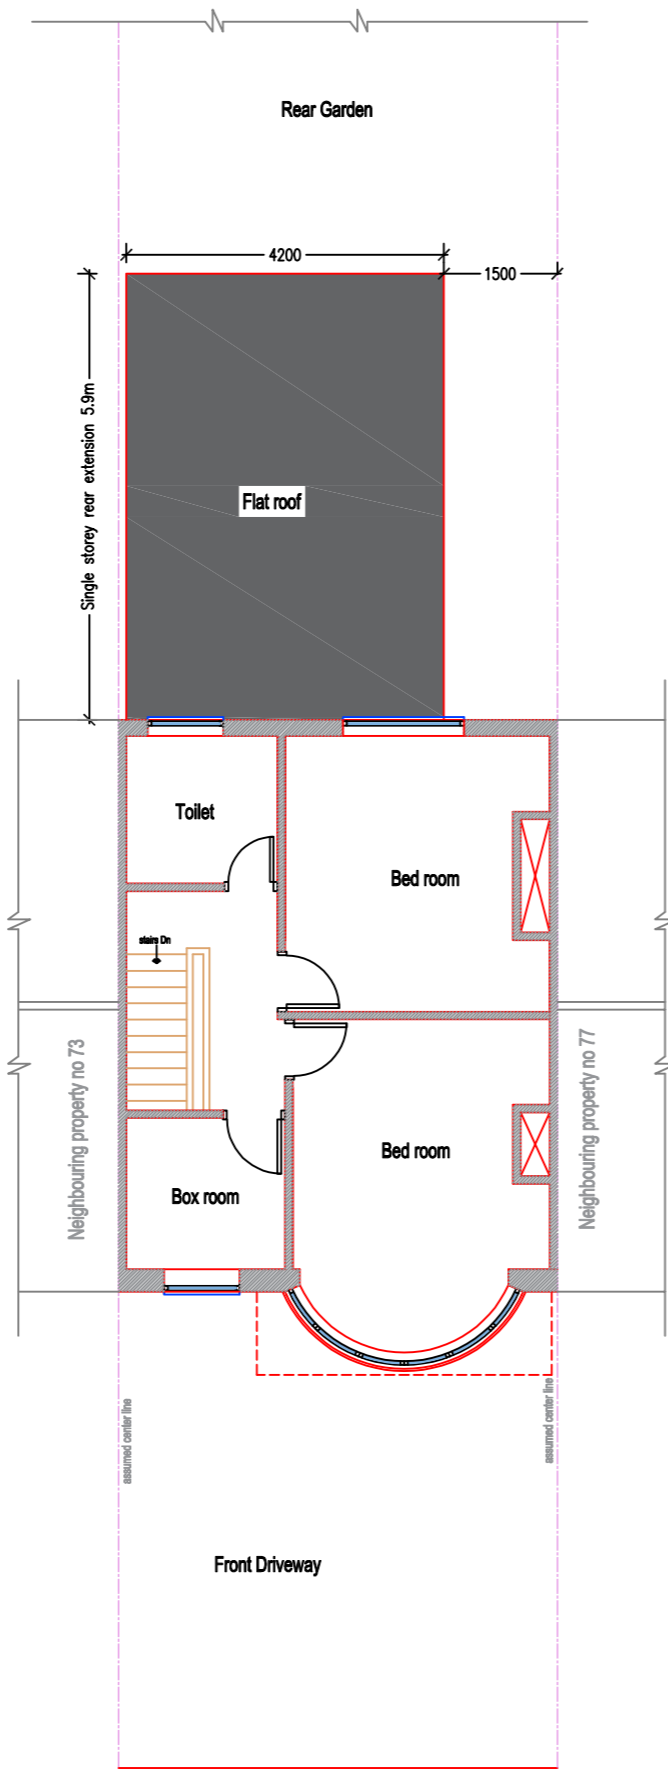 Rear Garden
4200
1500
Single storey rear extension 5.9m
Flat roof
Toilet
Bed room
stairs Dn
Neighbouring property no 73
Neighbouring property no 77
Bed room
Box room
assumed center line
assumed center line
Front Driveway